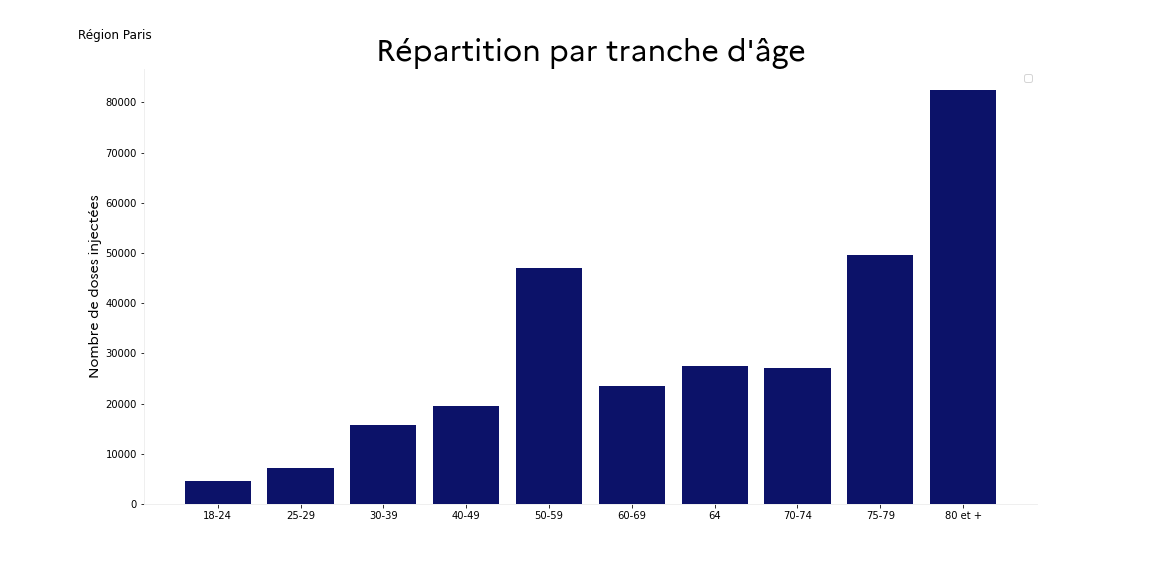 Région Paris
Répartition par tranche d'âge
Nombre de doses injectées
80000
70000
60000
50000
40000
30000
20000
10000
0
18-24 25-29 30-39 40-49 50-59 60-69 64 70-74 75-79 80 et +